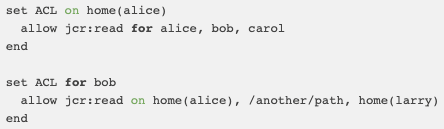 set ACL on home(alice)
  allow jcr:read for alice, bob, carol
end

set ACL for bob
  allow jcr:read on home(alice), /another/path, home(larry)
end